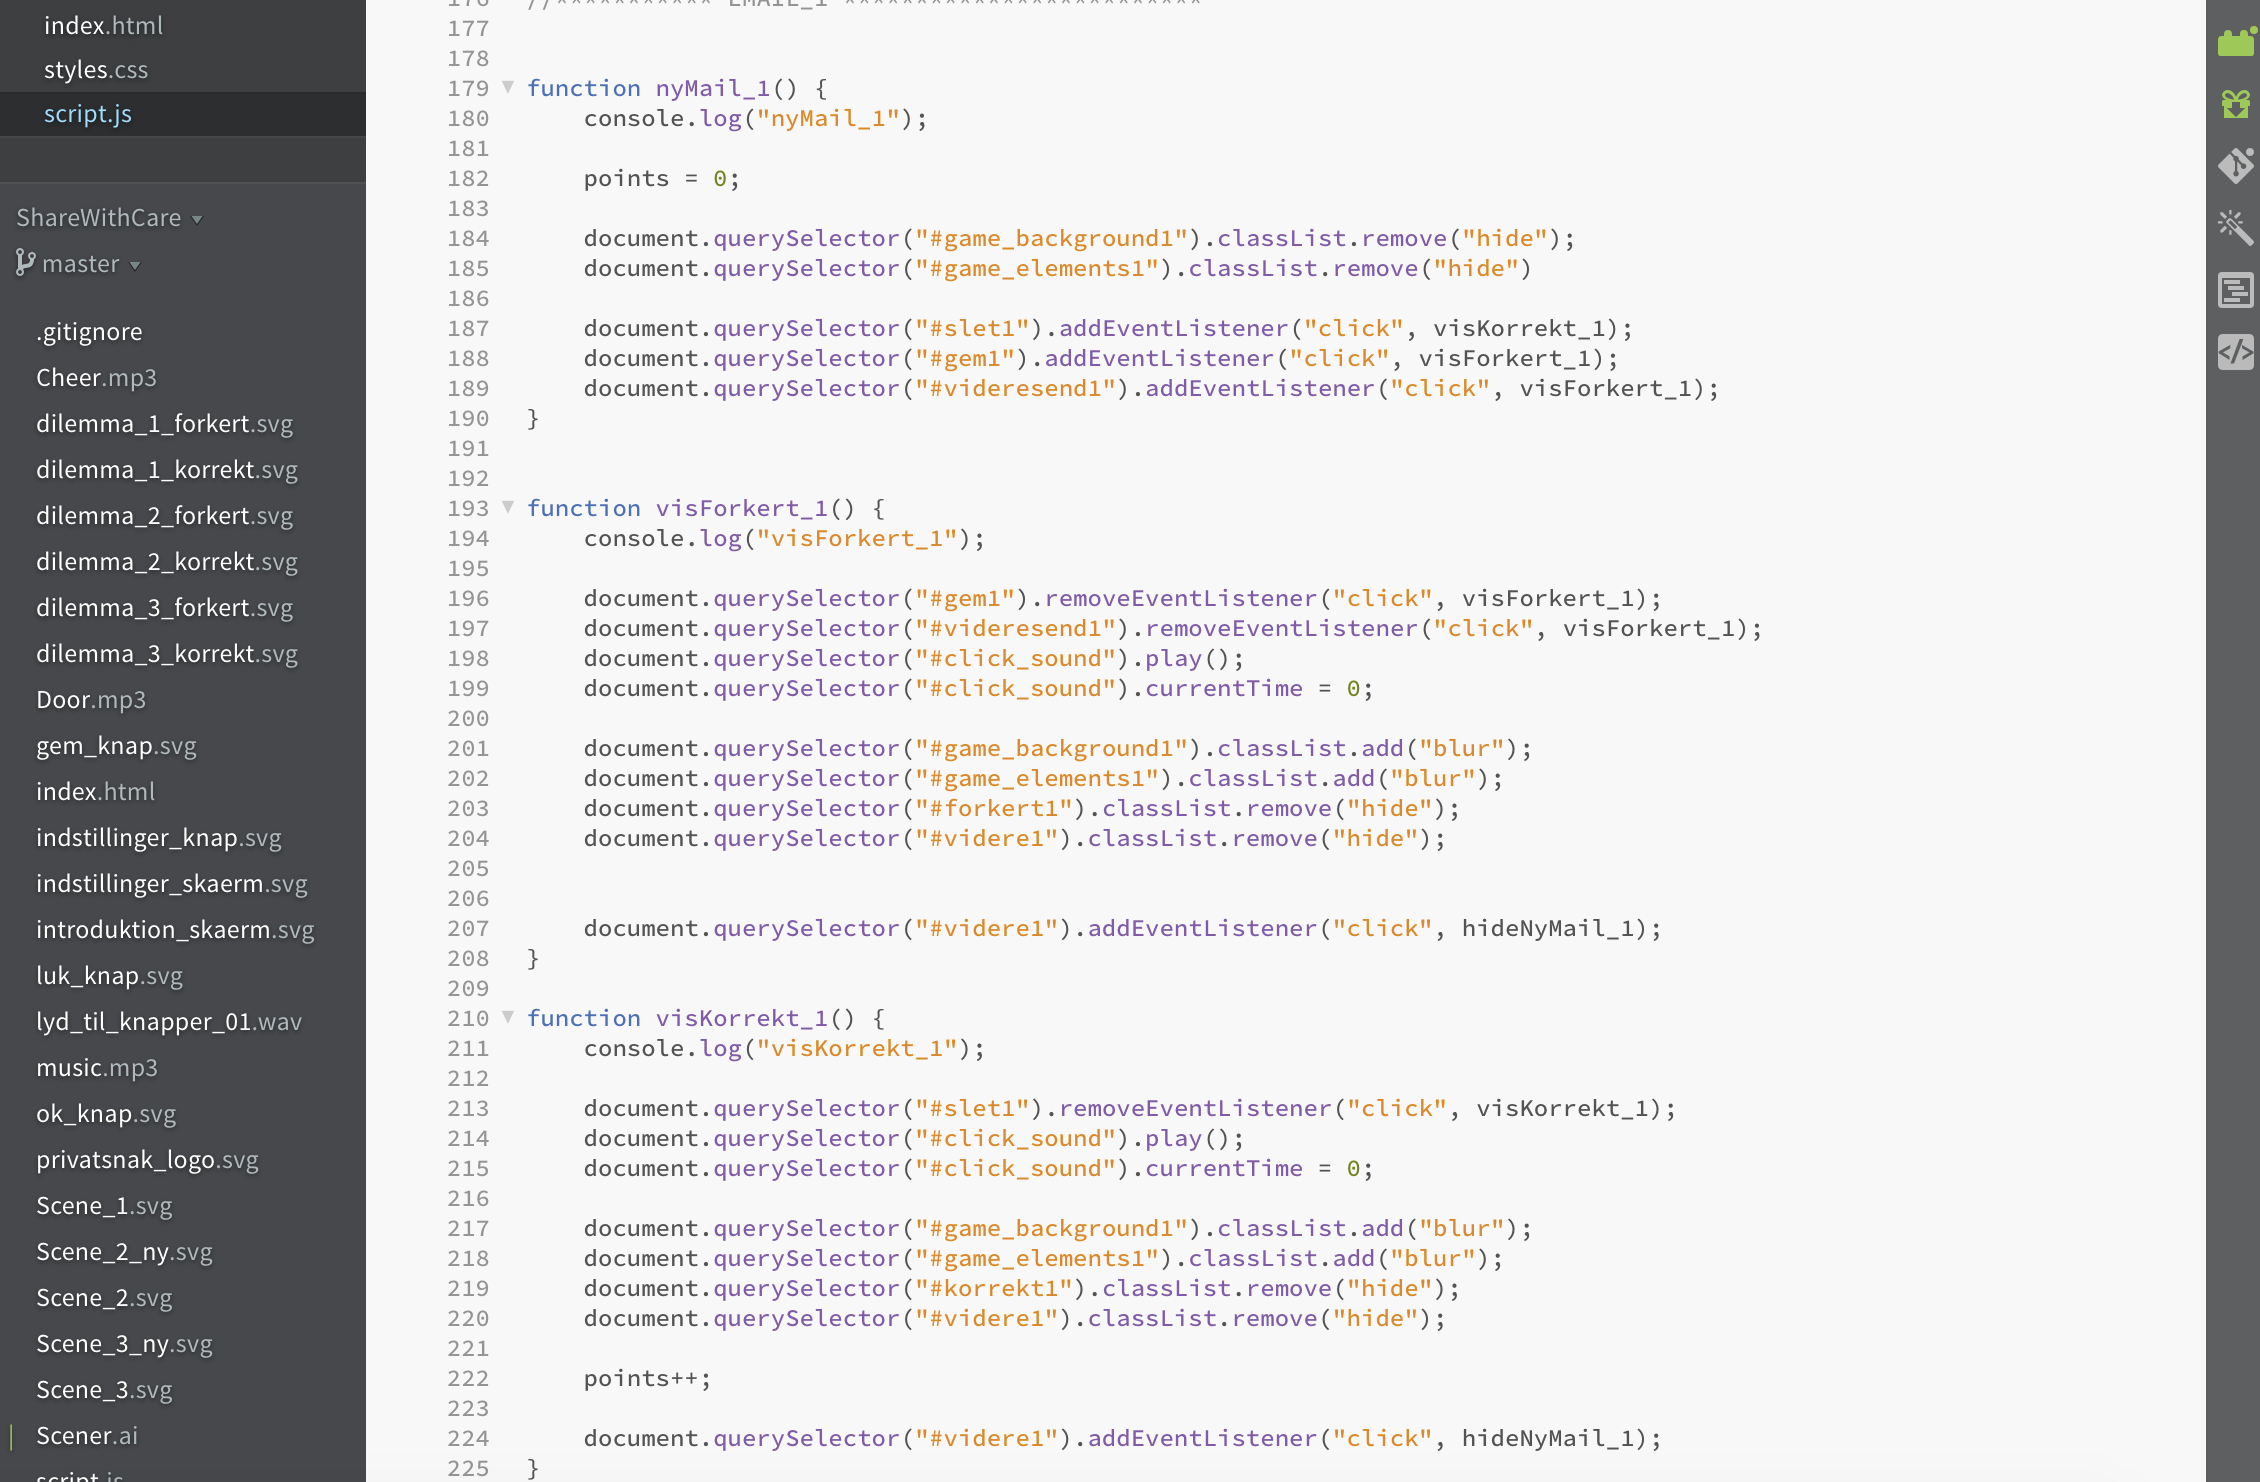 index.html
styles.css
script.js
ShareWithCare
master
.gitignore
Cheer.mp3
dilemma_1_forkert.svg
dilemma_1_korrekt.svg
dilemma_2_forkert.svg
dilemma_2_korrekt.svg
dilemma_3_forkert.svg
dilemma_3_korrekt.svg
Door.mp3
gem_knap.svg
index.html
indstillinger_knap.svg
indstillinger_skaerm.svg
introduktion_skaerm.svg
luk_knap.svg
lyd_til_knapper_01.wav
music.mp3
ok_knap.svg
privatsnak_logo.svg
Scene_1.svg
Scene_2_ny.svg
Scene_2.svg
Scene_3_ny.svg
Scene_3.svg
Scener.ai
script.js
176 //*********** EMAIL_1 *************************
177
178
179 function nyMail_1() {
180     console.log("nyMail_1");
181
182     points = 0;
183
184     document.querySelector("#game_background1").classList.remove("hide");
185     document.querySelector("#game_elements1").classList.remove("hide")
186
187     document.querySelector("#slet1").addEventListener("click", visKorrekt_1);
188     document.querySelector("#gem1").addEventListener("click", visForkert_1);
189     document.querySelector("#videresend1").addEventListener("click", visForkert_1);
190 }
191
192
193 function visForkert_1() {
194     console.log("visForkert_1");
195
196     document.querySelector("#gem1").removeEventListener("click", visForkert_1);
197     document.querySelector("#videresend1").removeEventListener("click", visForkert_1);
198     document.querySelector("#click_sound").play();
199     document.querySelector("#click_sound").currentTime = 0;
200
201     document.querySelector("#game_background1").classList.add("blur");
202     document.querySelector("#game_elements1").classList.add("blur");
203     document.querySelector("#forkert1").classList.remove("hide");
204     document.querySelector("#videre1").classList.remove("hide");
205
206
207     document.querySelector("#videre1").addEventListener("click", hideNyMail_1);
208 }
209
210 function visKorrekt_1() {
211     console.log("visKorrekt_1");
212
213     document.querySelector("#slet1").removeEventListener("click", visKorrekt_1);
214     document.querySelector("#click_sound").play();
215     document.querySelector("#click_sound").currentTime = 0;
216
217     document.querySelector("#game_background1").classList.add("blur");
218     document.querySelector("#game_elements1").classList.add("blur");
219     document.querySelector("#korrekt1").classList.remove("hide");
220     document.querySelector("#videre1").classList.remove("hide");
221
222     points++;
223
224     document.querySelector("#videre1").addEventListener("click", hideNyMail_1);
225 }